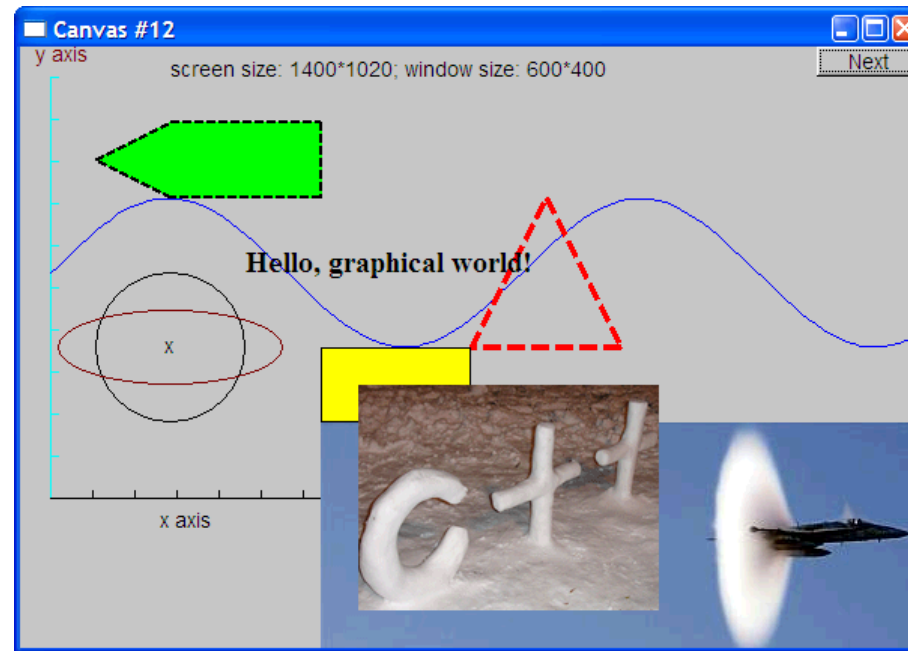 Canvas #12
y axis
screen size: 1400*1020; window size: 600*400
Next
Hello, graphical world!
x
x axis
C++